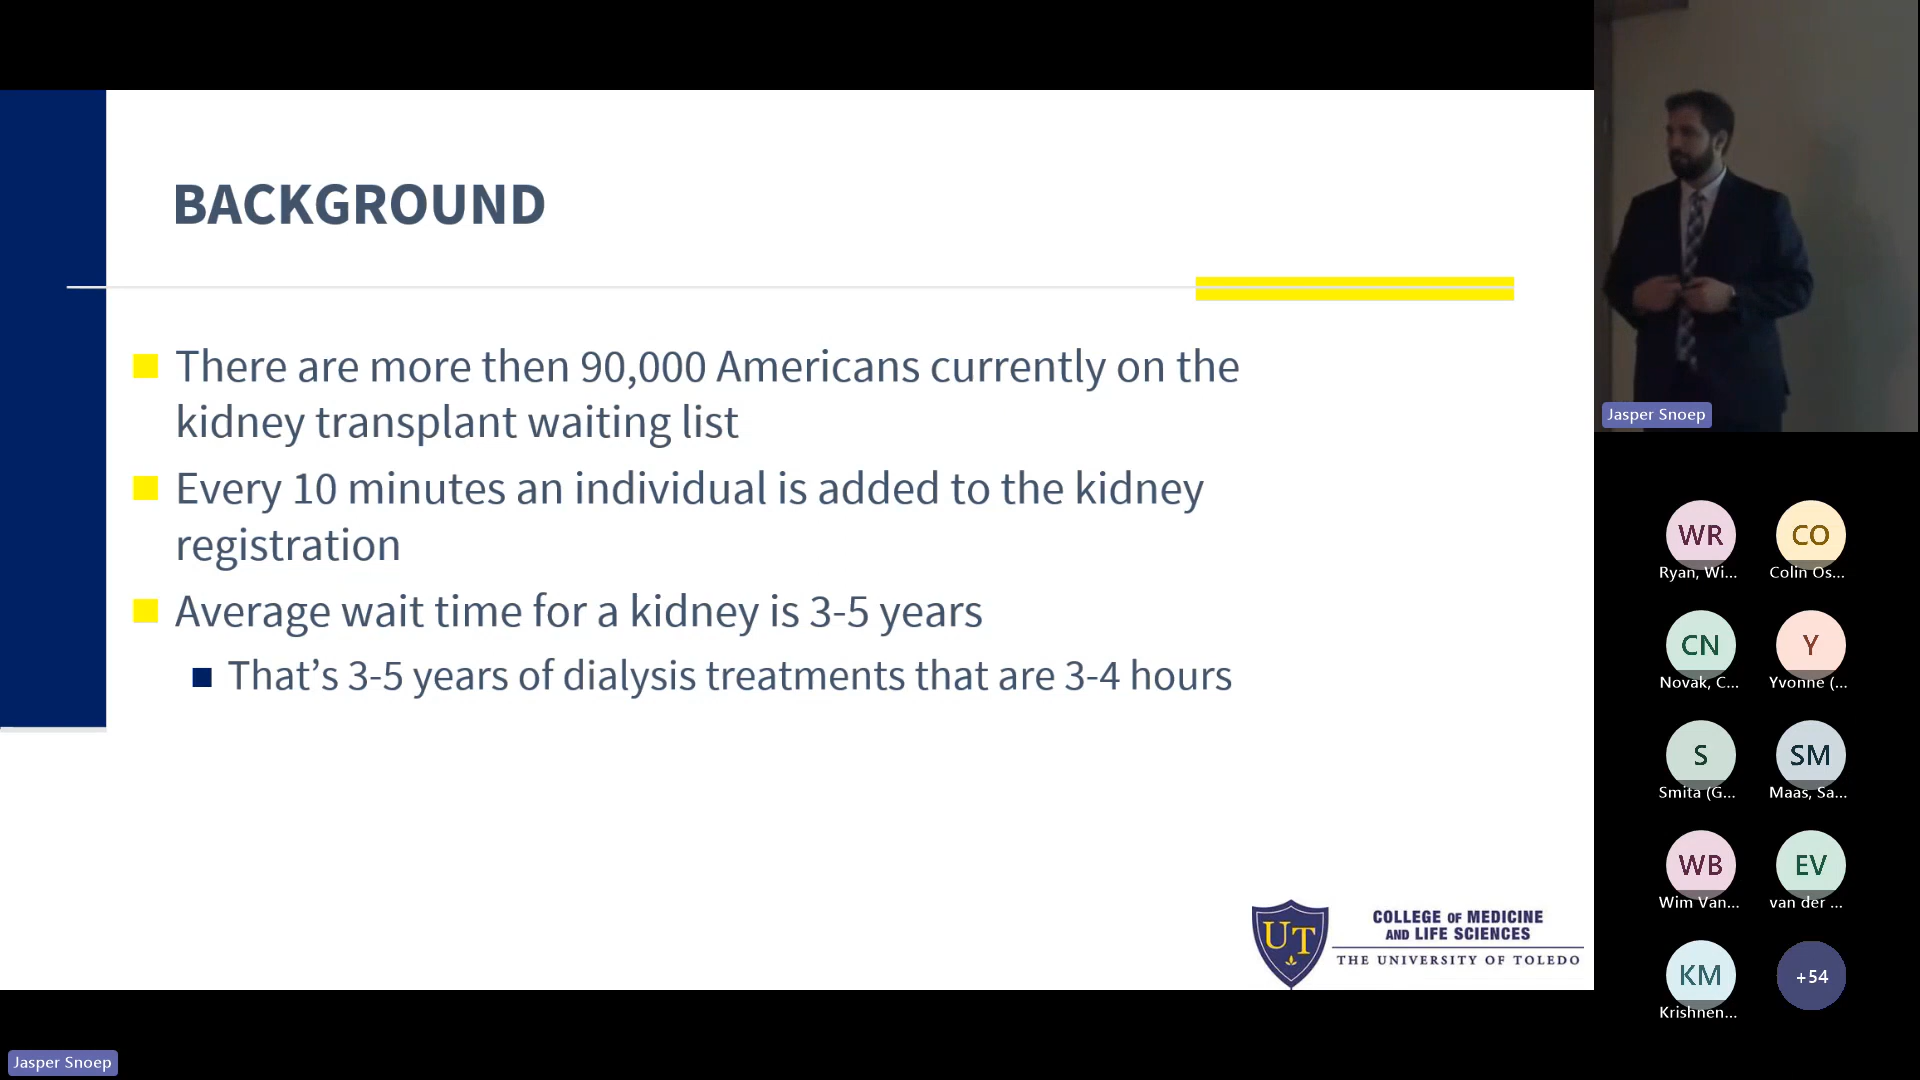 BACKGROUND
There are more then 90,000 Americans currently on the
kidney transplant waiting list
Every 10 minutes an individual is added to the kidney
registration
Average wait time for a kidney is 3-5 years
That's 3-5 years of dialysis treatments that are 3-4 hours
UT
COLLEGE OF MEDICINE
AND LIFE SCIENCES
THE UNIVERSITY OF TOLEDO
Jasper Snoep
WR
CO
Ryan, Wi...
Colin Os...
CN
Y
Novak, C...
Yvonne (...
S
SM
Smita (G...
Maas, Sa...
WB
EV
Wim Van...
van der ...
KM
+54
Krishnen...
Jasper Snoep